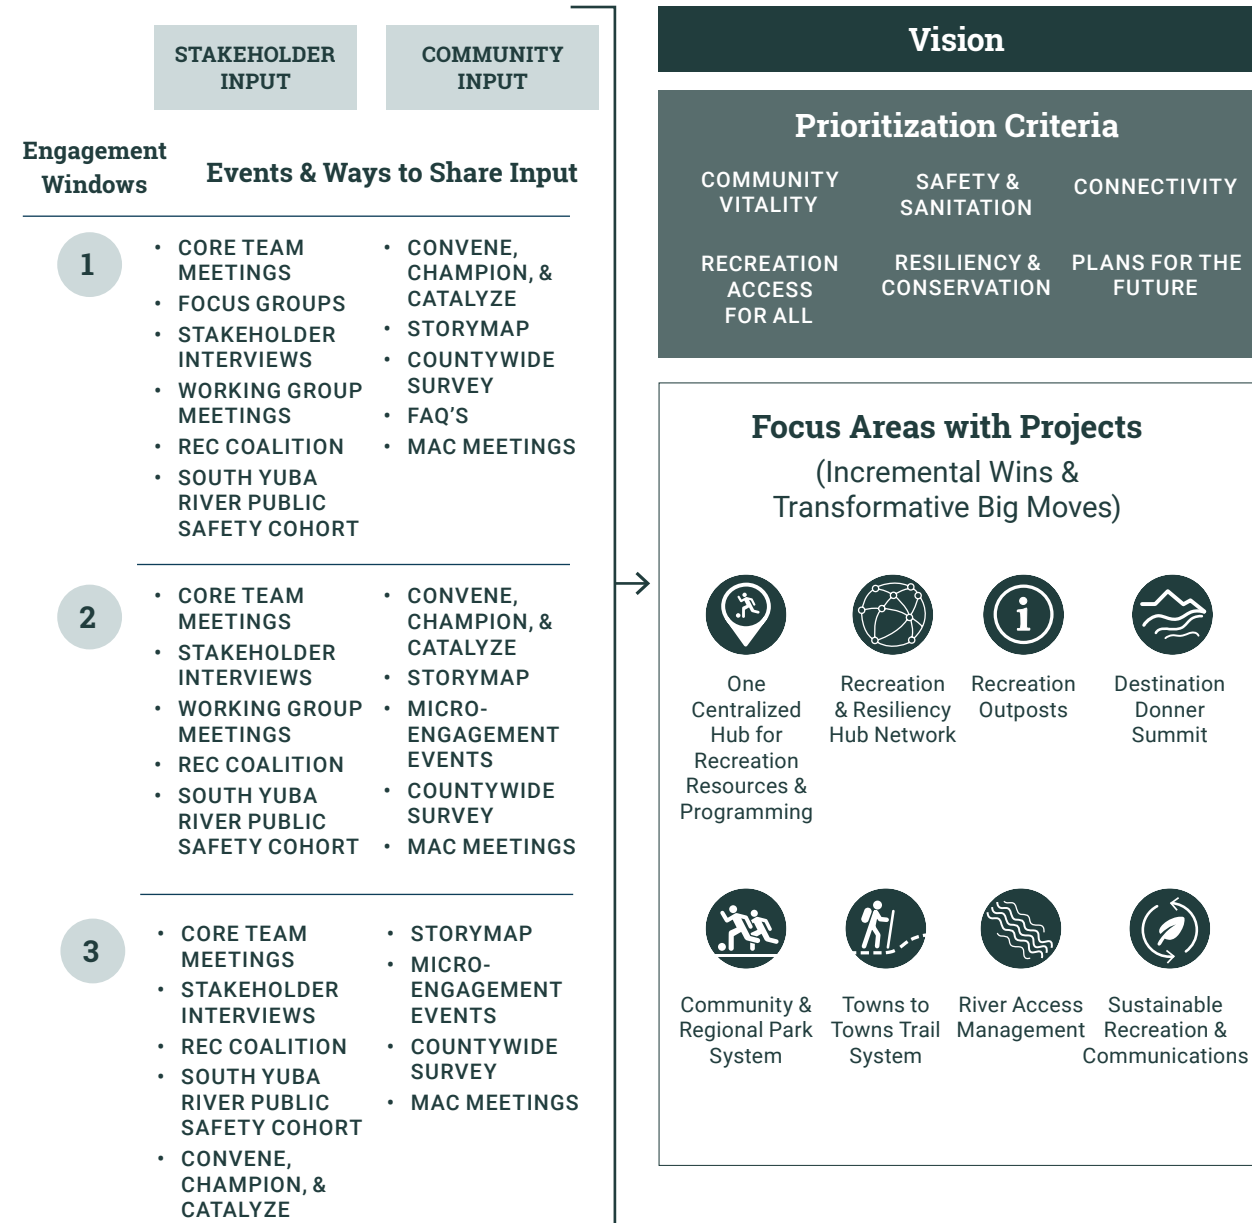 STAKEHOLDER
INPUT
COMMUNITY
INPUT
Engagement
Windows
Events & Ways to Share Input
1
• CORE TEAM
MEETINGS
• FOCUS GROUPS
• STAKEHOLDER
INTERVIEWS
• WORKING GROUP
MEETINGS
• REC COALITION
• SOUTH YUBA
RIVER PUBLIC
SAFETY COHORT
• CONVENE,
CHAMPION, &
CATALYZE
• STORYMAP
• COUNTYWIDE
SURVEY
• FAQ'S
• MAC MEETINGS
2
• CORE TEAM
MEETINGS
• STAKEHOLDER
INTERVIEWS
• WORKING GROUP
MEETINGS
• REC COALITION
• SOUTH YUBA
RIVER PUBLIC
SAFETY COHORT
• CONVENE,
CHAMPION, &
CATALYZE
• STORYMAP
• MICRO-
ENGAGEMENT
EVENTS
• COUNTYWIDE
SURVEY
• MAC MEETINGS
3
• CORE TEAM
MEETINGS
• STAKEHOLDER
INTERVIEWS
• REC COALITION
• SOUTH YUBA
RIVER PUBLIC
SAFETY COHORT
• CONVENE,
CHAMPION, &
CATALYZE
• STORYMAP
• MICRO-
ENGAGEMENT
EVENTS
• COUNTYWIDE
SURVEY
• MAC MEETINGS
Vision
Prioritization Criteria
COMMUNITY
VITALITY
SAFETY &
SANITATION
CONNECTIVITY
RECREATION
ACCESS
FOR ALL
RESILIENCY &
CONSERVATION
PLANS FOR THE
FUTURE
Focus Areas with Projects
(Incremental Wins &
Transformative Big Moves)
One
Centralized
Hub for
Recreation
Resources &
Programming
Recreation
& Resiliency
Hub Network
i
Recreation
Outposts
Destination
Donner
Summit
Community &
Regional Park
System
Towns to
Towns Trail
System
River Access
Management
Sustainable
Recreation &
Communications